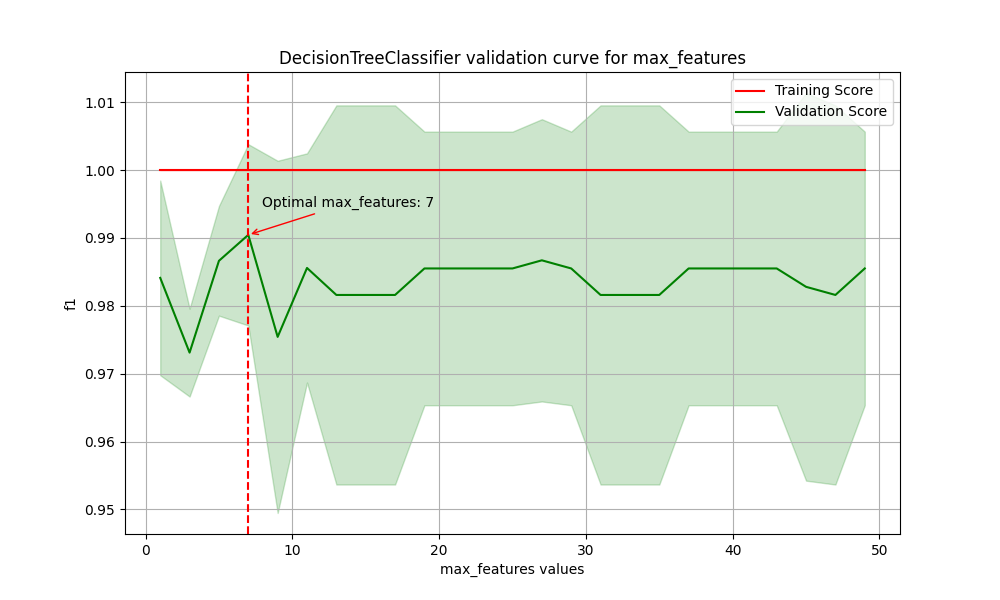 DecisionTreeClassifier validation curve for max_features
Training Score
Validation Score
Optimal max_features: 7
f1
1.01
1.00
0.99
0.98
0.97
0.96
0.95
0 10 20 30 40 50
max_features values